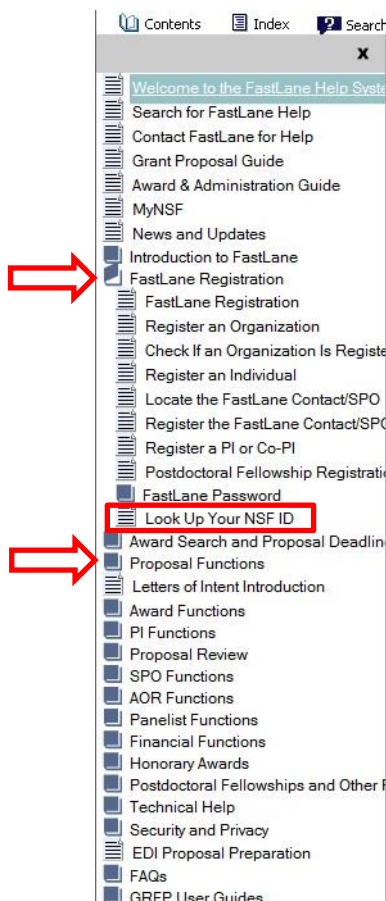 Contents Index Search
x
Welcome to the FastLane Help Syste
Search for FastLane Help
Contact FastLane for Help
Grant Proposal Guide
Award & Administration Guide
MyNSF
News and Updates
Introduction to FastLane
FastLane Registration
FastLane Registration
Register an Organization
Check If an Organization Is Registe
Register an Individual
Locate the FastLane Contact/SPO
Register the FastLane Contact/SPO
Register a PI or Co-PI
Postdoctoral Fellowship Registratio
FastLane Password
Look Up Your NSF ID
Award Search and Proposal Deadlin
Proposal Functions
Letters of Intent Introduction
Award Functions
PI Functions
Proposal Review
SPO Functions
AOR Functions
Panelist Functions
Financial Functions
Honorary Awards
Postdoctoral Fellowships and Other
Technical Help
Security and Privacy
EDI Proposal Preparation
FAQs
GRFP User Guides